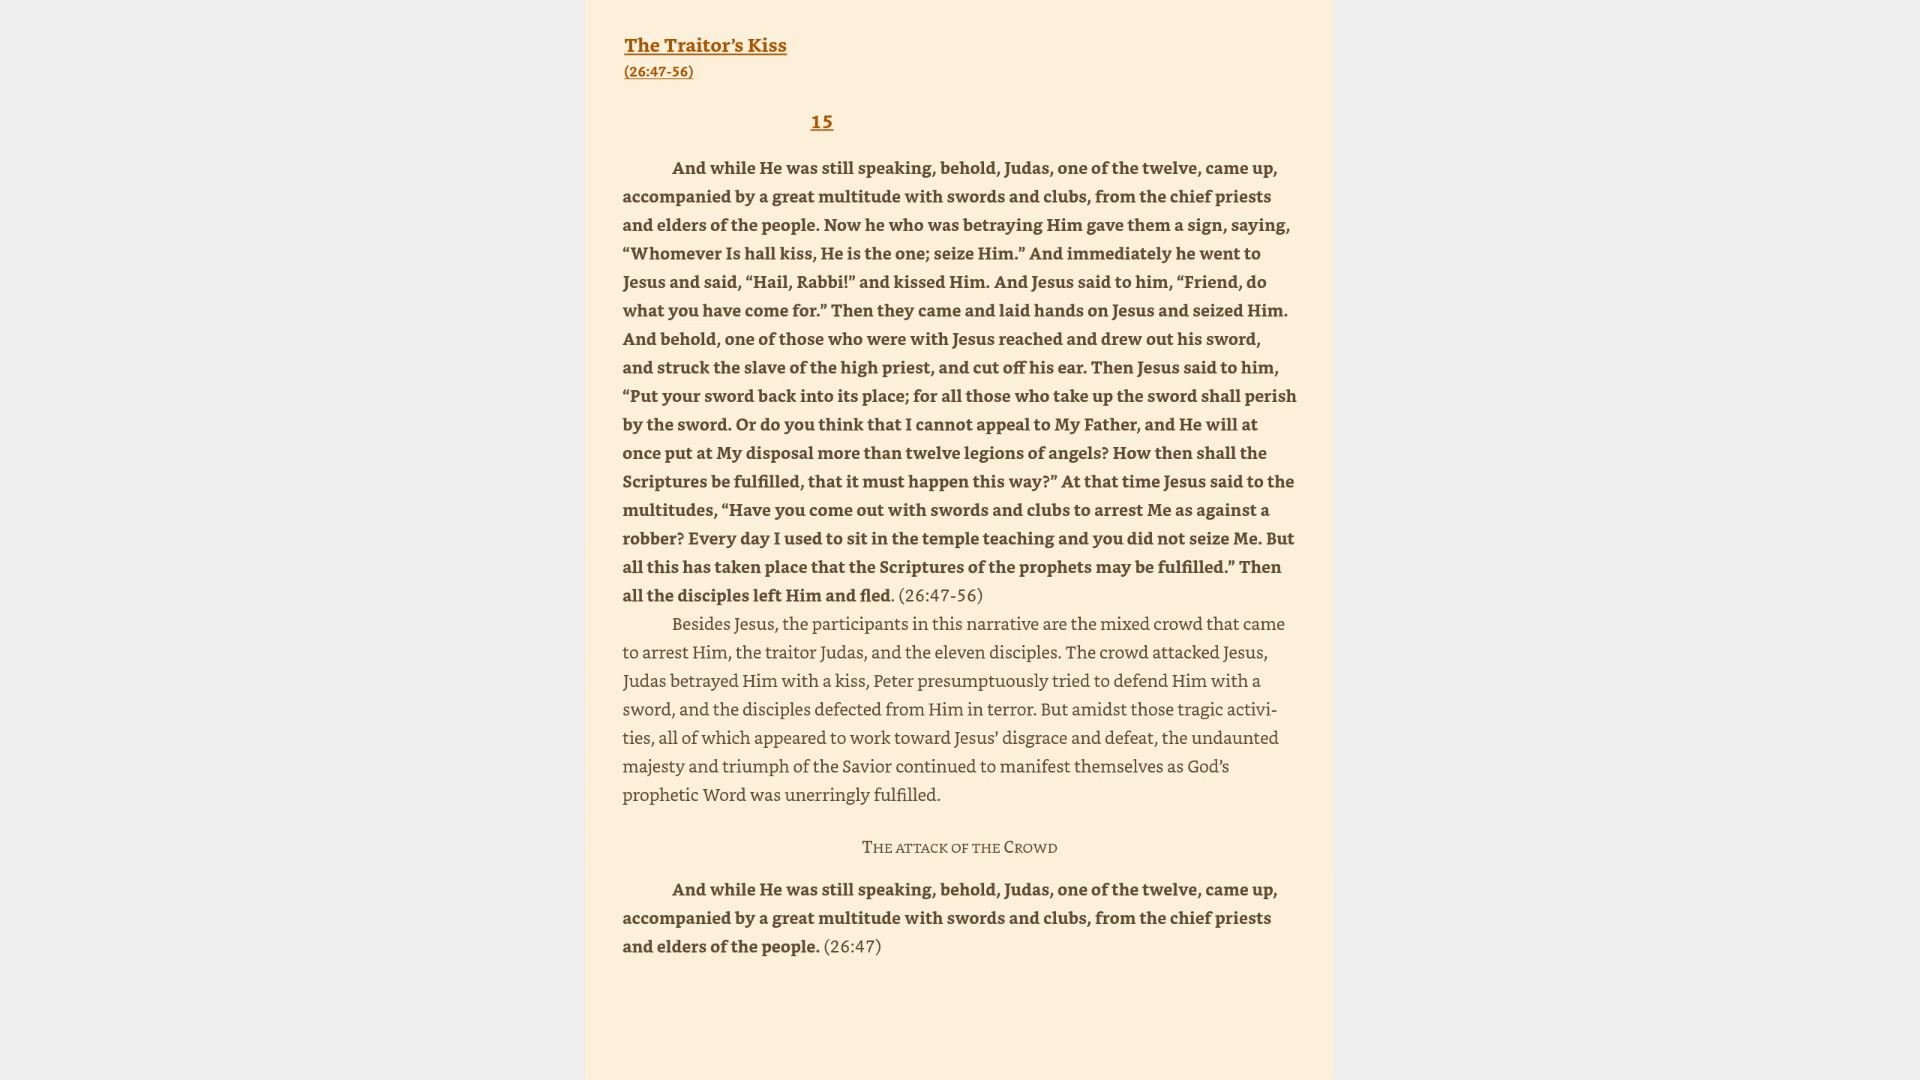 The Traitor’s Kiss
(26:47-56)
15
And while He was still speaking, behold, Judas, one of the twelve, came up,
accompanied by a great multitude with swords and clubs, from the chief priests
and elders of the people. Now he who was betraying Him gave them a sign, saying,
“Whomever Is hall kiss, He is the one; seize Him.” And immediately he went to
Jesus and said, “Hail, Rabbi!” and kissed Him. And Jesus said to him, “Friend, do
what you have come for.” Then they came and laid hands on Jesus and seized Him.
And behold, one of those who were with Jesus reached and drew out his sword,
and struck the slave of the high priest, and cut off his ear. Then Jesus said to him,
“Put your sword back into its place; for all those who take up the sword shall perish
by the sword. Or do you think that I cannot appeal to My Father, and He will at
once put at My disposal more than twelve legions of angels? How then shall the
Scriptures be fulfilled, that it must happen this way?” At that time Jesus said to the
multitudes, “Have you come out with swords and clubs to arrest Me as against a
robber? Every day I used to sit in the temple teaching and you did not seize Me. But
all this has taken place that the Scriptures of the prophets may be fulfilled.” Then
all the disciples left Him and fled. (26:47-56)
Besides Jesus, the participants in this narrative are the mixed crowd that came
to arrest Him, the traitor Judas, and the eleven disciples. The crowd attacked Jesus,
Judas betrayed Him with a kiss, Peter presumptuously tried to defend Him with a
sword, and the disciples defected from Him in terror. But amidst those tragic activi-
ties, all of which appeared to work toward Jesus’ disgrace and defeat, the undaunted
majesty and triumph of the Savior continued to manifest themselves as God’s
prophetic Word was unerringly fulfilled.
The attack of the Crowd
And while He was still speaking, behold, Judas, one of the twelve, came up,
accompanied by a great multitude with swords and clubs, from the chief priests
and elders of the people. (26:47)